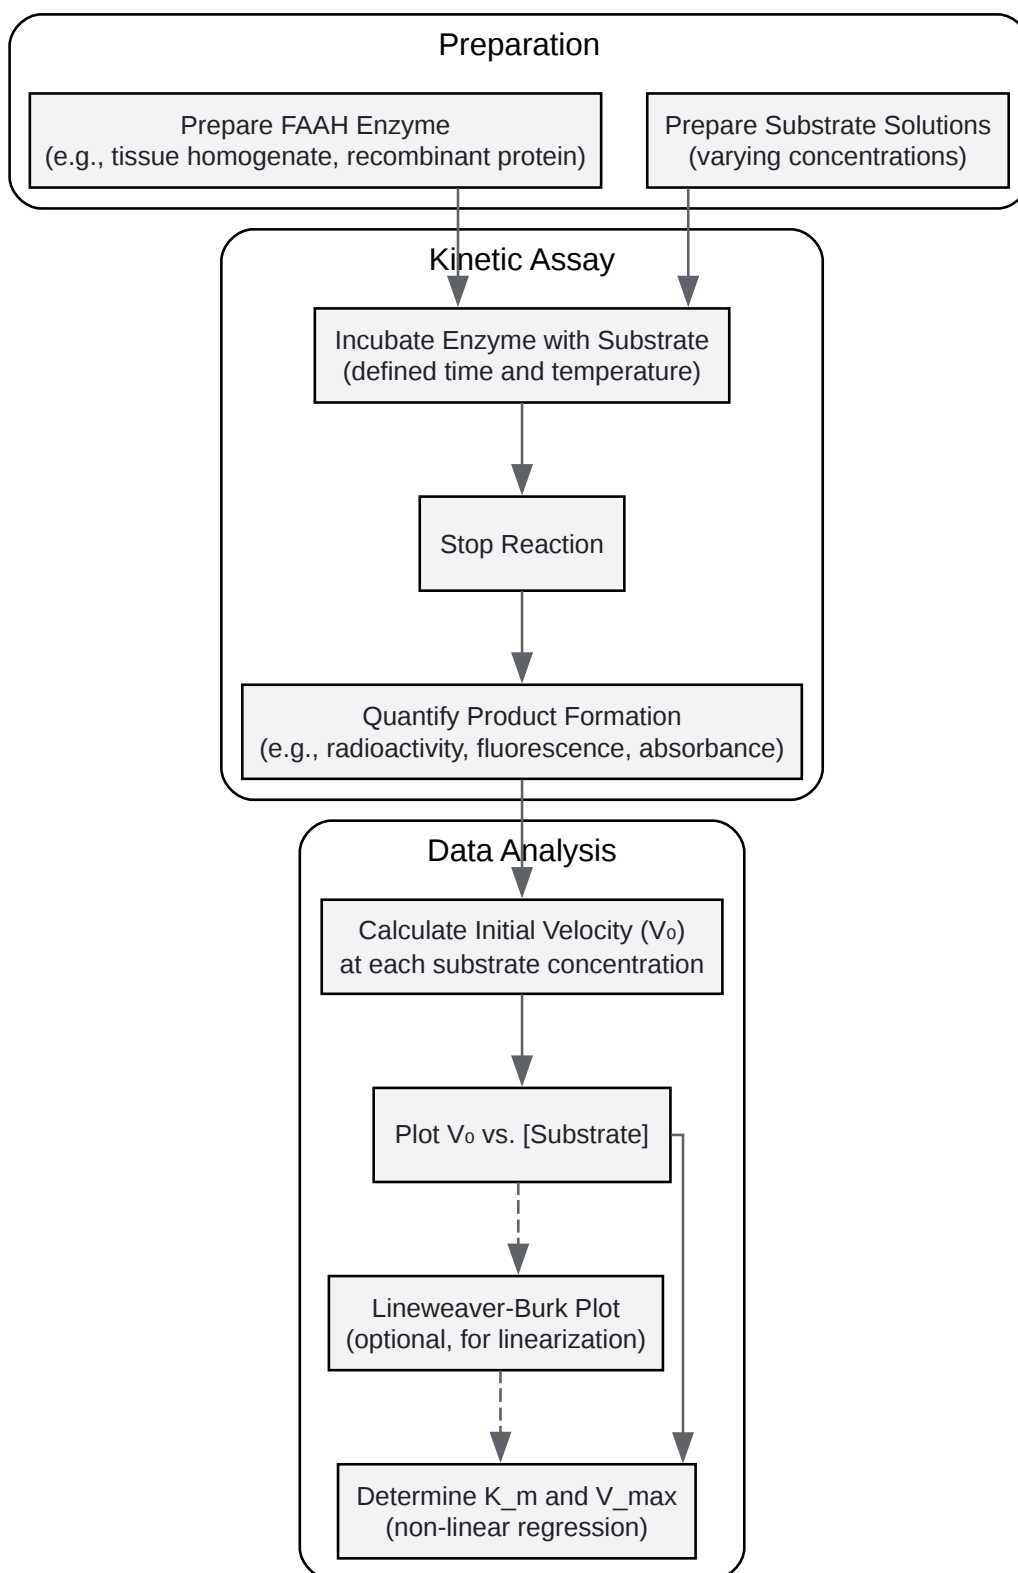 Preparation
Prepare FAAH Enzyme
(e.g., tissue homogenate, recombinant protein)
Prepare Substrate Solutions
(varying concentrations)
Kinetic Assay
Incubate Enzyme with Substrate
(defined time and temperature)
Stop Reaction
Quantify Product Formation
(e.g., radioactivity, fluorescence, absorbance)
Data Analysis
Calculate Initial Velocity (V₀)
at each substrate concentration
Plot V₀ vs. [Substrate]
Lineweaver-Burk Plot
(optional, for linearization)
Determine K_m and V_max
(non-linear regression)